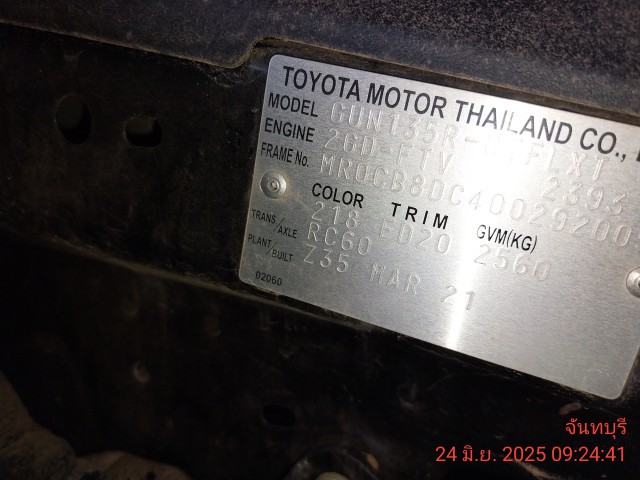 TOYOTA MOTOR THAILAND CO.,
MODEL GUN135R-
ENGINE 2GD-FTV 2393
FRAME No. MR0CB8DC40029200
COLOR TRIM GVM(KG)
218 FD20 2560
TRANS/AXLE RC60
PLANT/BUILT Z35 MAR 21
02060
จันทบุรี
24 มิ.ย. 2025 09:24:41